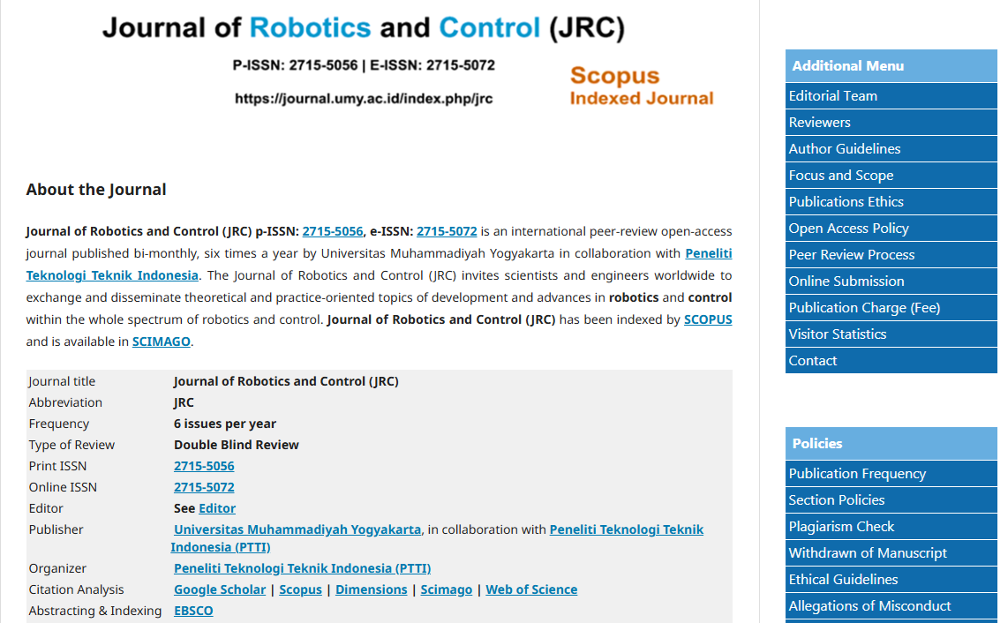 Journal of Robotics and Control (JRC)
P-ISSN: 2715-5056 | E-ISSN: 2715-5072
https://journal.umy.ac.id/index.php/jrc
Scopus
Indexed Journal
About the Journal
Journal of Robotics and Control (JRC) p-ISSN: 2715-5056, e-ISSN: 2715-5072 is an international peer-review open-access
journal published bi-monthly, six times a year by Universitas Muhammadiyah Yogyakarta in collaboration with Peneliti
Teknologi Teknik Indonesia. The Journal of Robotics and Control (JRC) invites scientists and engineers worldwide to
exchange and disseminate theoretical and practice-oriented topics of development and advances in robotics and control
within the whole spectrum of robotics and control. Journal of Robotics and Control (JRC) has been indexed by SCOPUS
and is available in SCIMAGO.
Journal title Journal of Robotics and Control (JRC)
Abbreviation JRC
Frequency 6 issues per year
Type of Review Double Blind Review
Print ISSN 2715-5056
Online ISSN 2715-5072
Editor See Editor
Publisher Universitas Muhammadiyah Yogyakarta, in collaboration with Peneliti Teknologi Teknik
Indonesia (PTTI)
Organizer Peneliti Teknologi Teknik Indonesia (PTTI)
Citation Analysis Google Scholar | Scopus | Dimensions | Scimago | Web of Science
Abstracting & Indexing EBSCO
Additional Menu
Editorial Team
Reviewers
Author Guidelines
Focus and Scope
Publications Ethics
Open Access Policy
Peer Review Process
Online Submission
Publication Charge (Fee)
Visitor Statistics
Contact
Policies
Publication Frequency
Section Policies
Plagiarism Check
Withdrawn of Manuscript
Ethical Guidelines
Allegations of Misconduct